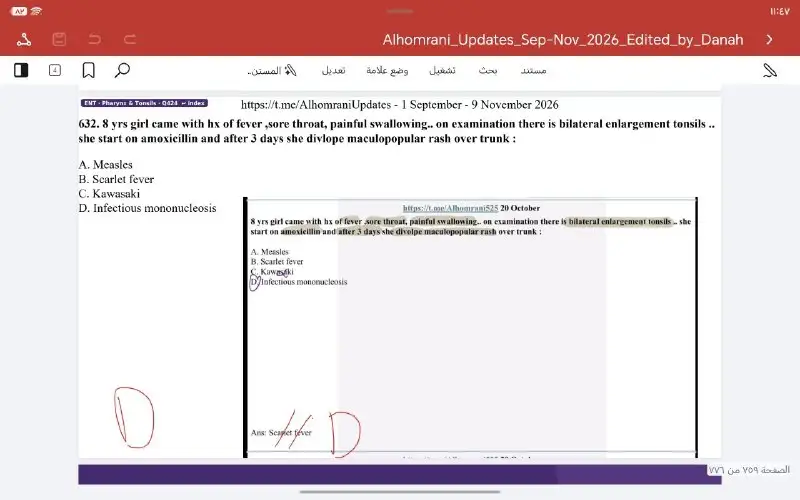 ٨٢
١١:٤٧
Alhomrani_Updates_Sep-Nov_2026_Edited_by_Danah
المستن..
وضع علامة
تعديل
تشغيل
بحث
مستند
ENT - Pharynx & Tonsils - Q424 ↩ Index
https://t.me/AlhomraniUpdates - 1 September - 9 November 2026
632. 8 yrs girl came with hx of fever ,sore throat, painful swallowing.. on examination there is bilateral enlargement tonsils ..
she start on amoxicillin and after 3 days she divlope maculopopular rash over trunk :
A. Measles
B. Scarlet fever
C. Kawasaki
D. Infectious mononucleosis
https://t.me/Alhomrani525 20 October
8 yrs girl came with hx of fever ,sore throat, painful swallowing.. on examination there is bilateral enlargement tonsils .. she
start on amoxicillin and after 3 days she divolpe maculopopular rash over trunk :
A. Measles
B. Scarlet fever
C. Kawasaki
D. Infectious mononucleosis
D
Ans: Scarlet fever
D
الصفحة ٧٥٩ من ٧٧٦